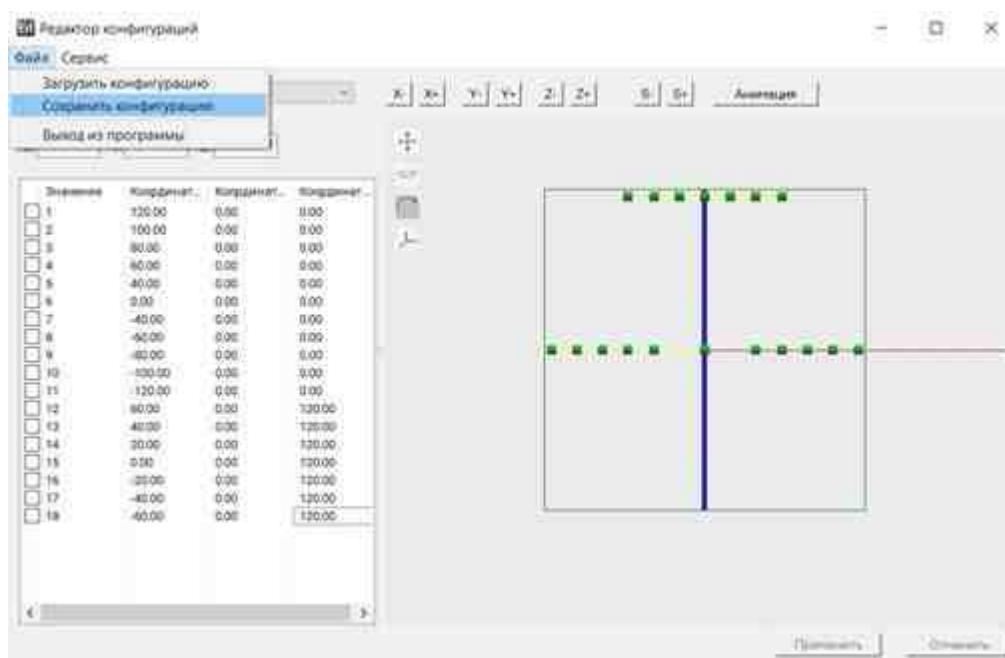 Редактор конфигураций
Файл Сервис
Загрузить конфигурацию
Сохранить конфигурацию
Выход из программы
X- X+ Y- Y+ Z- Z+ S- S+ Анимация
Значение Координат... Координат... Координат...
1 120.00 0.00 0.00
2 100.00 0.00 0.00
3 80.00 0.00 0.00
4 60.00 0.00 0.00
5 40.00 0.00 0.00
6 0.00 0.00 0.00
7 -40.00 0.00 0.00
8 -60.00 0.00 0.00
9 -80.00 0.00 0.00
10 -100.00 0.00 0.00
11 -120.00 0.00 0.00
12 60.00 0.00 120.00
13 40.00 0.00 120.00
14 20.00 0.00 120.00
15 0.00 0.00 120.00
16 -20.00 0.00 120.00
17 -40.00 0.00 120.00
18 -60.00 0.00 120.00
Применить Отменить